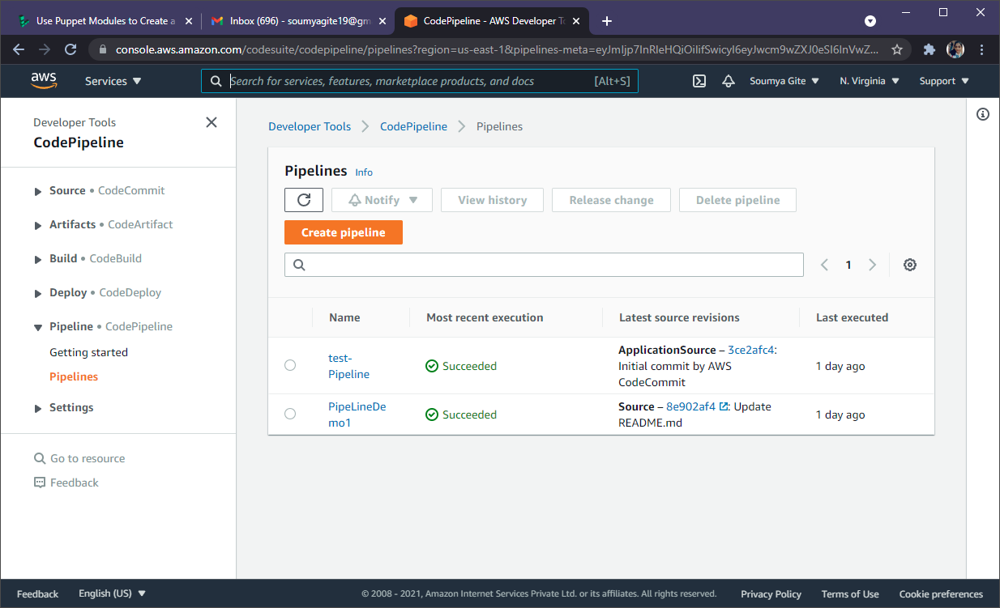 Use Puppet Modules to Create a
Inbox (696) - soumyagite19@gm
CodePipeline - AWS Developer To
console.aws.amazon.com/codesuite/codepipeline/pipelines?region=us-east-1&pipelines-meta=eyJmIjp7InRleHQiOiIifSwicyI6eyJwcm9wZXJ0eSI6InVwZ...
aws
Services
Search for services, features, marketplace products, and docs
[Alt+S]
Soumya Gite
N. Virginia
Support
Developer Tools
CodePipeline
Source • CodeCommit
Artifacts • CodeArtifact
Build • CodeBuild
Deploy • CodeDeploy
Pipeline • CodePipeline
Getting started
Pipelines
Settings
Go to resource
Feedback
Developer Tools
CodePipeline
Pipelines
Pipelines Info
Notify
View history
Release change
Delete pipeline
Create pipeline
1
Name
Most recent execution
Latest source revisions
Last executed
test-
Pipeline
Succeeded
ApplicationSource – 3ce2afc4:
Initial commit by AWS
CodeCommit
1 day ago
PipeLineDe
mo1
Succeeded
Source – 8e902af4 : Update
README.md
1 day ago
Feedback
English (US)
© 2008 - 2021, Amazon Internet Services Private Ltd. or its affiliates. All rights reserved.
Privacy Policy
Terms of Use
Cookie preferences